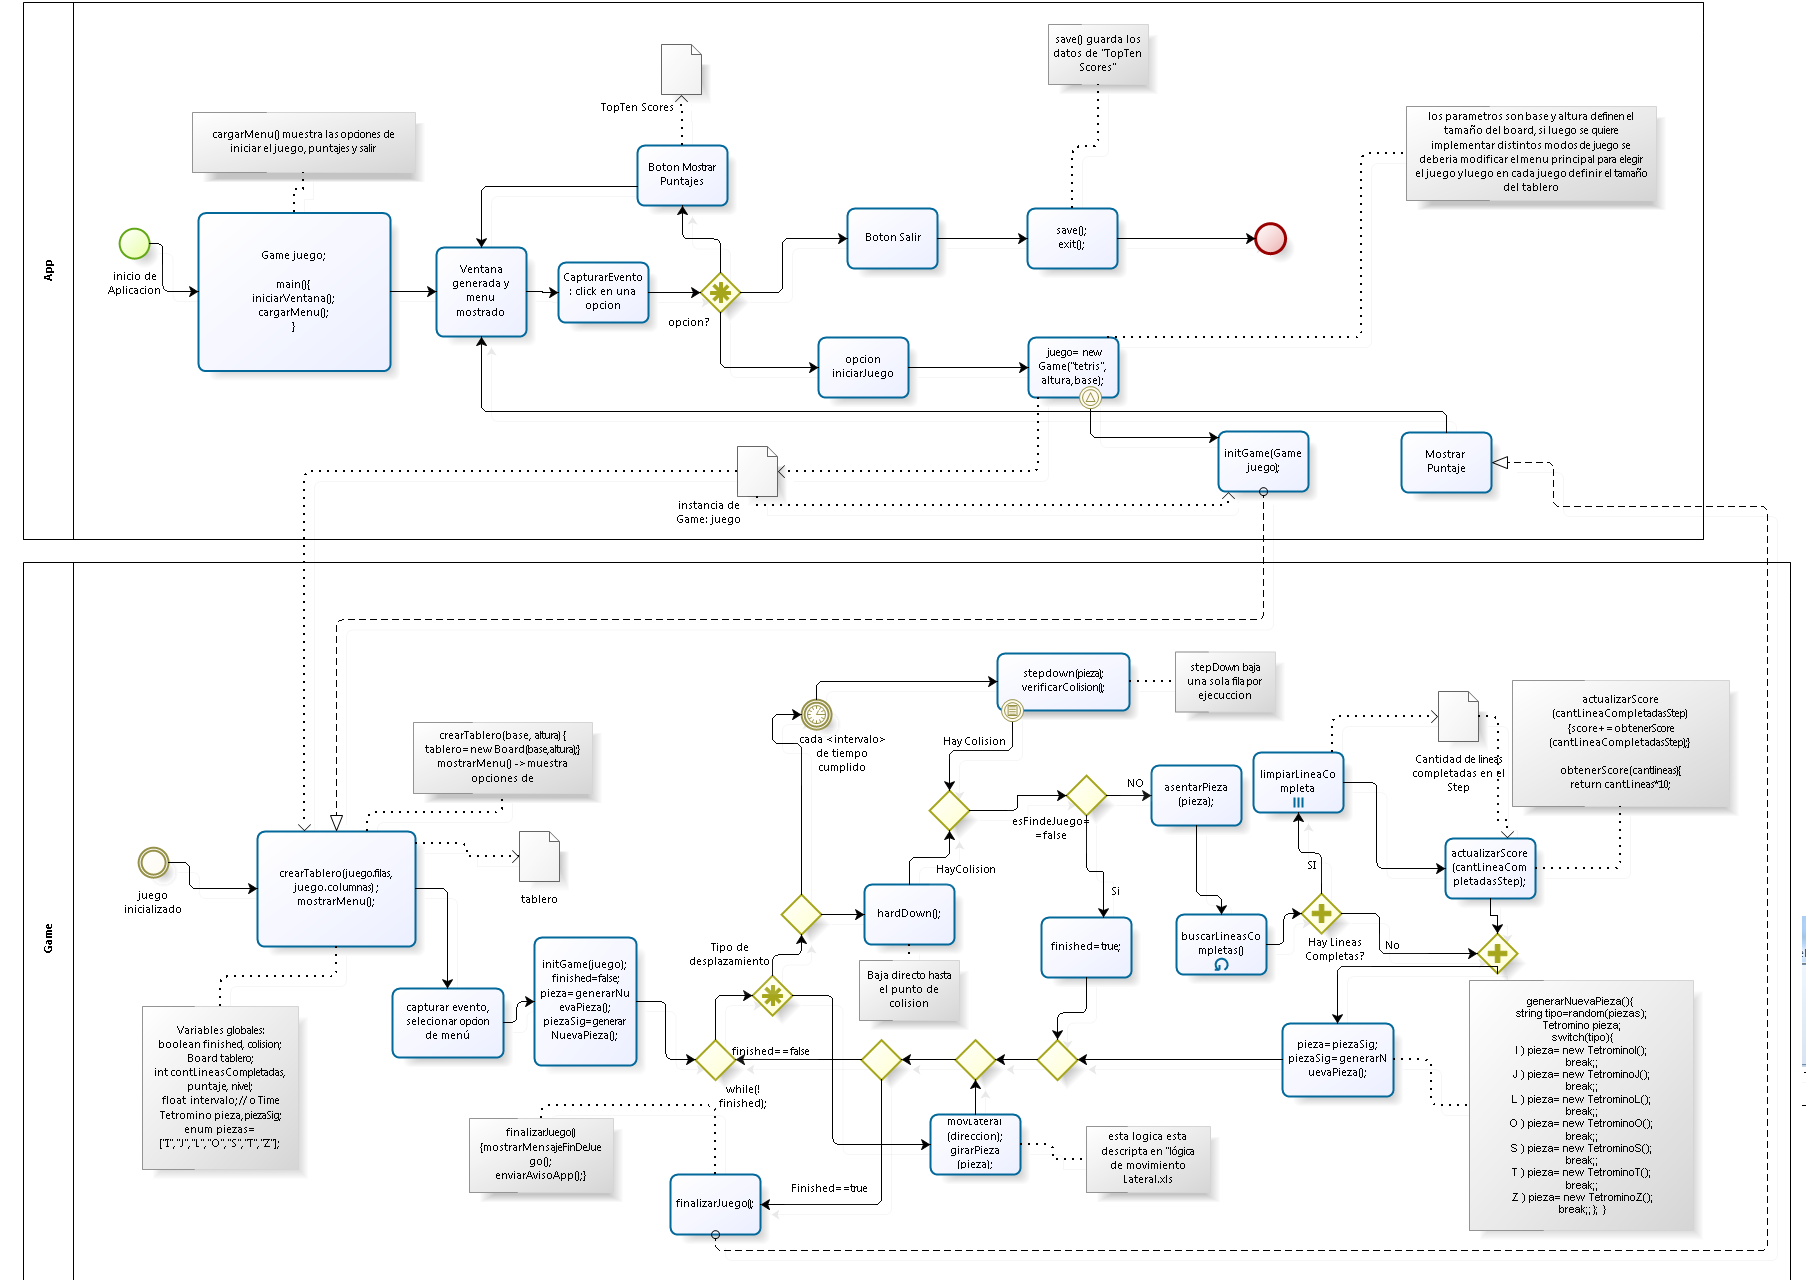 App
save() guarda los
datos de "TopTen
Scores"
TopTen Scores
cargarMenu() muestra las opciones de
iniciar el juego, puntajes y salir
los parametros son base y altura definen el
tamaño del board, si luego se quiere
implementar distintos modos de juego se
deberia modificar el menu principal para elegir
el juego y luego en cada juego definir el tamaño
del tablero
Boton Mostrar
Puntajes
inicio de
Aplicacion
Game juego;
main(){
iniciarVentana();
cargarMenu();
}
Ventana
generada y
menu
mostrado
CapturarEvento
: click en una
opcion
opcion?
Boton Salir
save();
exit();
opcion
iniciarJuego
juego= new
Game("tetris",
altura,base);
initGame(Game
juego);
Mostrar
Puntaje
instancia de
Game: juego
Game
stepdown(pieza);
verificarColision();
stepDown baja
una sola fila por
ejecuccion
cada <intervalo>
de tiempo
cumplido
Hay Colision
crearTablero(base, altura) {
tablero= new Board(base,altura);}
mostrarMenu() ->muestra
opciones de
actualizarScore
(cantLineaCompletadasStep)
{score+= obtenerScore
(cantLineaCompletadasStep);}
obtenerScore(cantlineas){
return cantLineas*10;
Cantidad de lineas
completadas en el
Step
limpiarLineaCo
mpleta
NO
asentarPieza
(pieza);
esFindeJuego=
=false
HayColision
juego
inicializado
crearTablero(juego.filas,
juego.columnas);
mostrarMenu();
tablero
SI
Si
actualizarScore
(cantLineaCom
pletadasStep);
hardDown();
Tipo de
desplazamiento
finished=true;
buscarLineasCo
mpletas()
Hay Lineas
Completas?
No
Baja directo hasta
el punto de
colision
capturar evento,
selecionar opcion
de menú
initGame(juego);
finished=false;
pieza=generarNu
evaPieza();
piezaSig=generar
NuevaPieza();
finished==false
while(!
finished);
pieza=piezaSig;
piezaSig=generarN
uevaPieza();
generarNuevaPieza(){
string tipo=random(piezas);
Tetromino pieza;
switch(tipo){
I ) pieza= new TetrominoI();
break;;
J ) pieza= new TetrominoJ();
break;;
L ) pieza= new TetrominoL();
break;;
O ) pieza= new TetrominoO();
break;;
S ) pieza= new TetrominoS();
break;;
T ) pieza= new TetrominoT();
break;;
Z ) pieza= new TetrominoZ();
break;; }; }
Variables globales:
boolean finished, colision;
Board tablero;
int contLineasCompletadas,
puntaje, nivel;
float intervalo; // o Time
Tetromino pieza,piezaSig;
enum piezas=
["I","J","L","O","S","T","Z"];
finalizarJuego()
{mostrarMensajeFinDeJue
go();
enviarAvisoApp();}
movLateral
(direccion);
girarPieza
(pieza);
esta logica esta
descripta en "lógica
de movimiento
Lateral.xls
Finished==true
finalizarJuego();